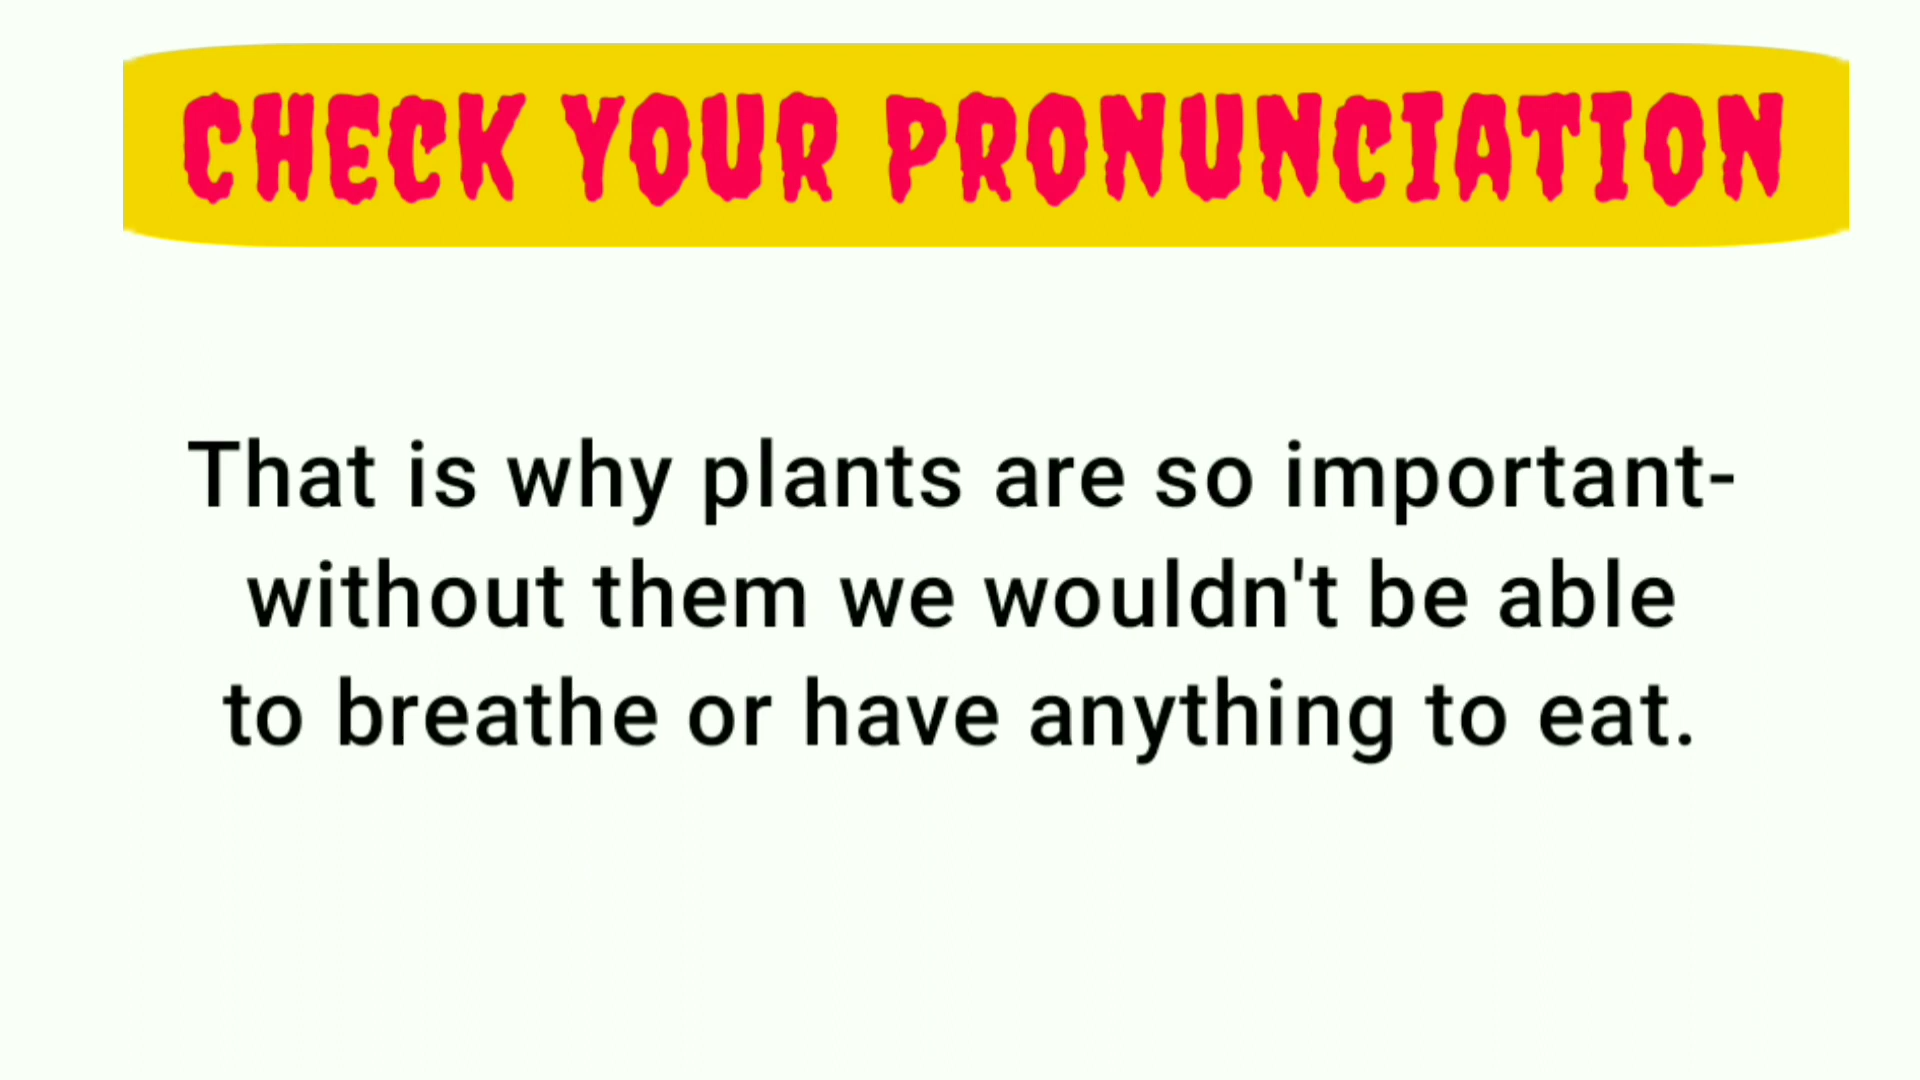 CHECK YOUR PRONUNCIATION
That is why plants are so important-
without them we wouldn't be able
to breathe or have anything to eat.